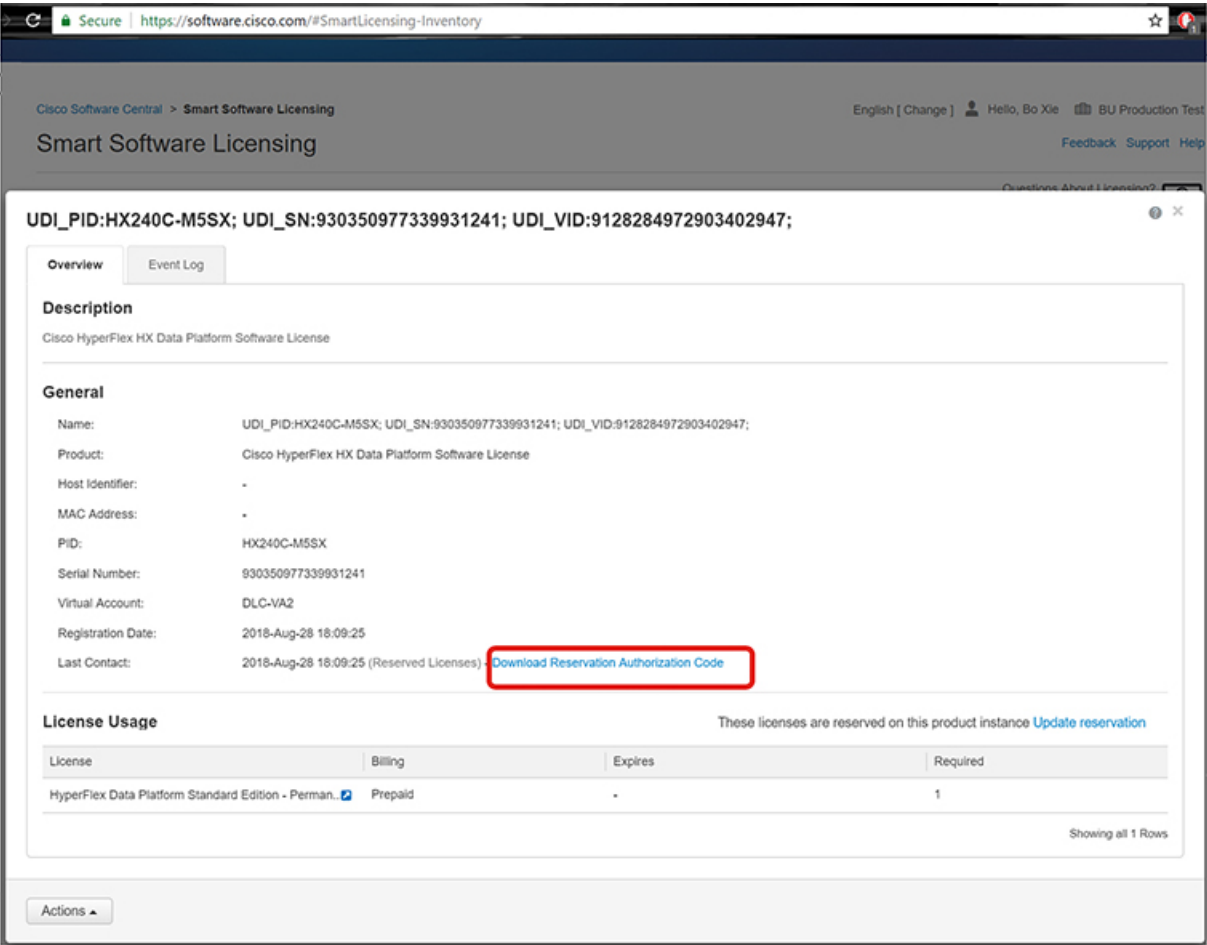 Secure https://software.cisco.com/#SmartLicensing-Inventory
1
Cisco Software Central > Smart Software Licensing English [ Change ] Hello, Bo Xie BU Production Test
Smart Software Licensing Feedback Support Help
Questions About Licensing?
UDI_PID:HX240C-M5SX; UDI_SN:930350977339931241; UDI_VID:9128284972903402947;
Overview Event Log
Description
Cisco HyperFlex HX Data Platform Software License
General
Name: UDI_PID:HX240C-M5SX; UDI_SN:930350977339931241; UDI_VID:9128284972903402947;
Product: Cisco HyperFlex HX Data Platform Software License
Host Identifier: -
MAC Address: -
PID: HX240C-M5SX
Serial Number: 930350977339931241
Virtual Account: DLC-VA2
Registration Date: 2018-Aug-28 18:09:25
Last Contact: 2018-Aug-28 18:09:25 (Reserved Licenses) - Download Reservation Authorization Code
License Usage These licenses are reserved on this product instance Update reservation
License Billing Expires Required
HyperFlex Data Platform Standard Edition - Perman.. Prepaid - 1
Showing all 1 Rows
Actions